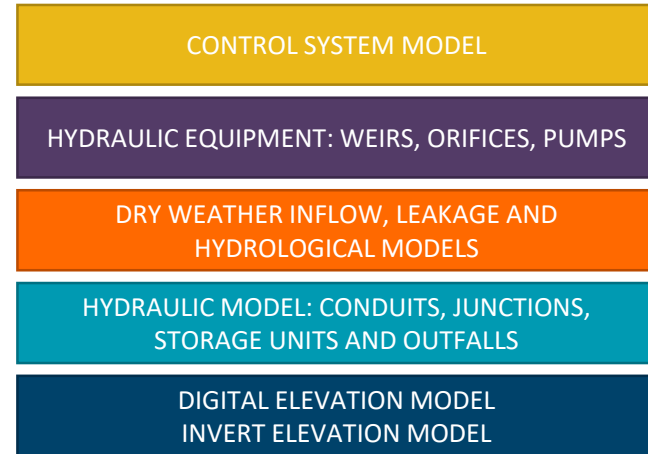 CONTROL SYSTEM MODEL
HYDRAULIC EQUIPMENT: WEIRS, ORIFICES, PUMPS
DRY WEATHER INFLOW, LEAKAGE AND
HYDROLOGICAL MODELS
HYDRAULIC MODEL: CONDUITS, JUNCTIONS,
STORAGE UNITS AND OUTFALLS
DIGITAL ELEVATION MODEL
INVERT ELEVATION MODEL